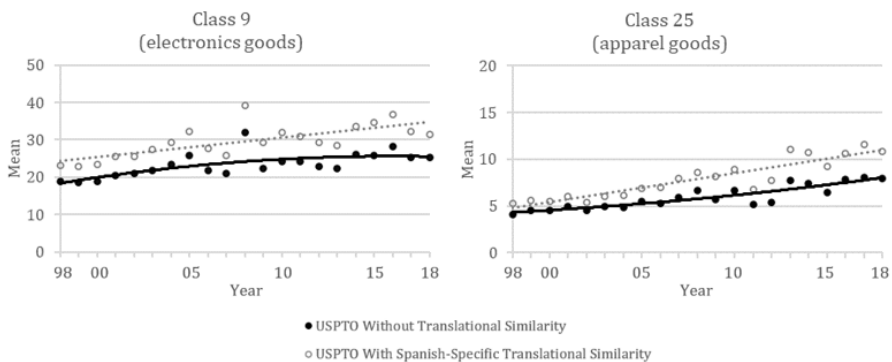 Class 9
(electronics goods)
50
40
30
20
10
0
Mean
98 00 05 10 15 18
Year
Class 25
(apparel goods)
20
15
10
5
0
Mean
98 00 05 10 15 18
Year
USPTO Without Translational Similarity
USPTO With Spanish-Specific Translational Similarity